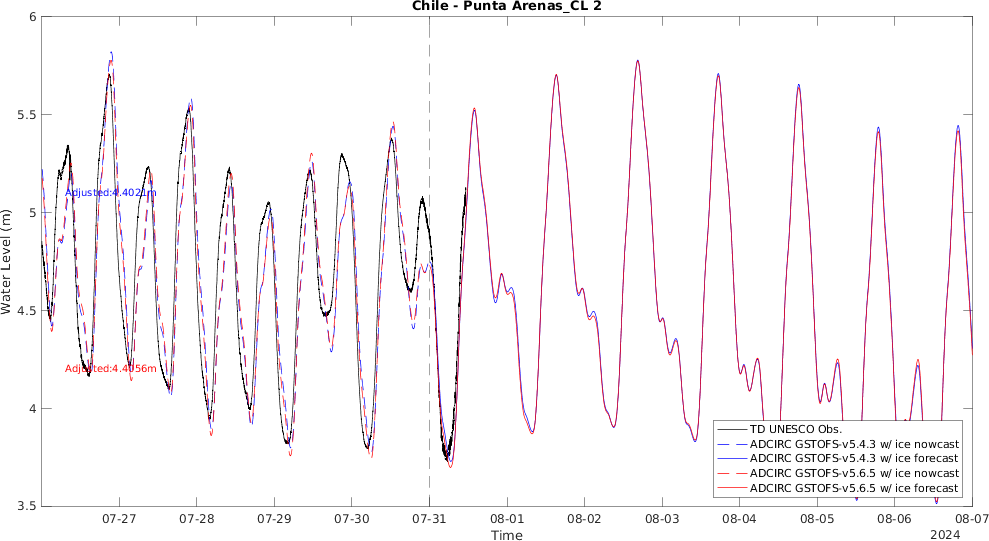 Chile - Punta Arenas_CL 2
6
5.5
5
4.5
4
3.5
Water Level (m)
Adjusted:4.4021m
Adjusted:4.4056m
TD UNESCO Obs.
ADCIRC GSTOFS-v5.4.3 w/ ice nowcast
ADCIRC GSTOFS-v5.4.3 w/ ice forecast
ADCIRC GSTOFS-v5.6.5 w/ ice nowcast
ADCIRC GSTOFS-v5.6.5 w/ ice forecast
07-27 07-28 07-29 07-30 07-31 08-01 08-02 08-03 08-04 08-05 08-06 08-07
Time
2024